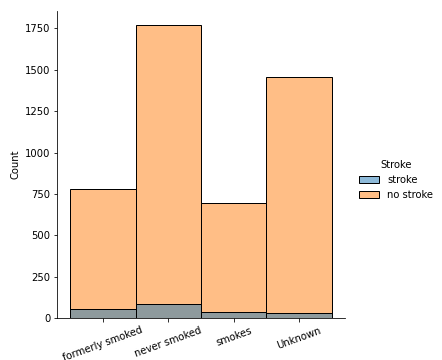 1750
1500
1250
1000
750
500
250
0
Count
formerly smoked
never smoked
smokes
Unknown
Stroke
stroke
no stroke